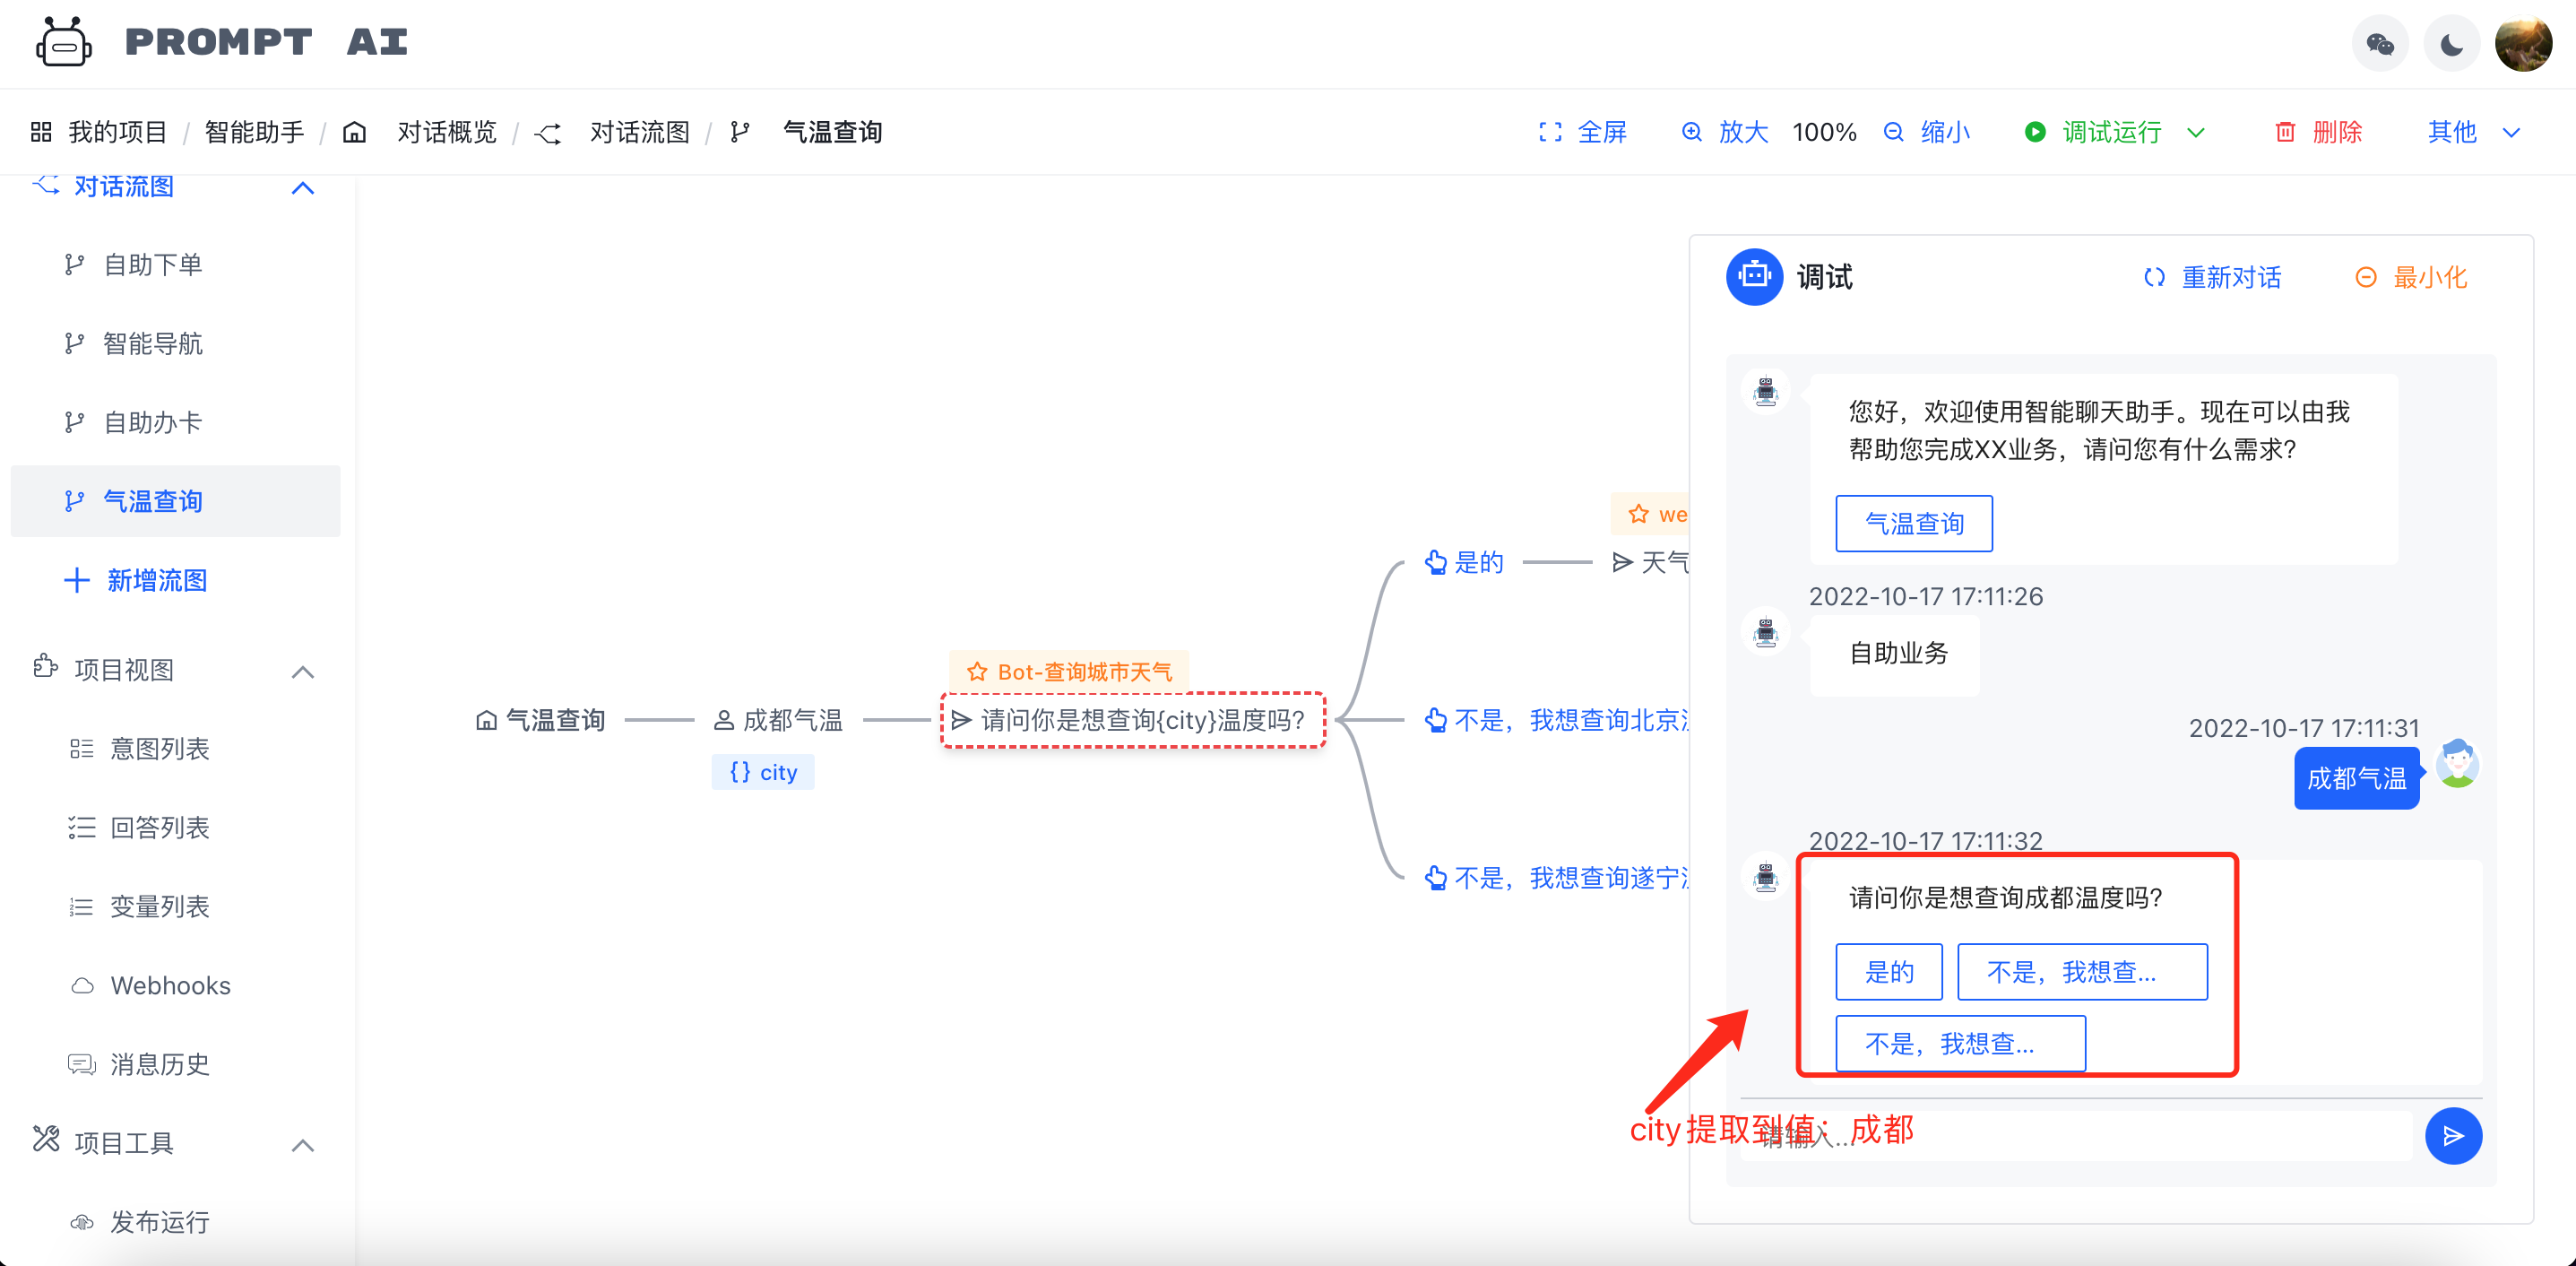 PROMPT AI
我的项目 / 智能助手 / 对话概览 / 对话流图 / 气温查询
全屏 放大 100% 缩小 调试运行 删除 其他
对话流图
自助下单
智能导航
自助办卡
气温查询
新增流图
项目视图
意图列表
回答列表
变量列表
Webhooks
消息历史
项目工具
发布运行
气温查询
成都气温
{} city
Bot-查询城市天气
请问你是想查询{city}温度吗?
we
是的
天气
不是，我想查询北京
不是，我想查询遂宁
调试
重新对话
最小化
您好，欢迎使用智能聊天助手。现在可以由我
帮助您完成XX业务，请问您有什么需求?
气温查询
2022-10-17 17:11:26
自助业务
2022-10-17 17:11:31
成都气温
2022-10-17 17:11:32
请问你是想查询成都温度吗?
是的
不是，我想查...
不是，我想查...
city提取到值：成都
请输入...